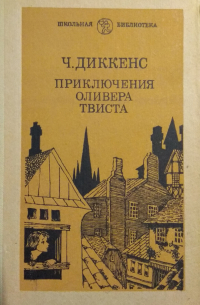 ШКОЛЬНАЯ БИБЛИОТЕКА
Ч. ДИККЕНС
ПРИКЛЮЧЕНИЯ
ОЛИВЕРА
ТВИСТА